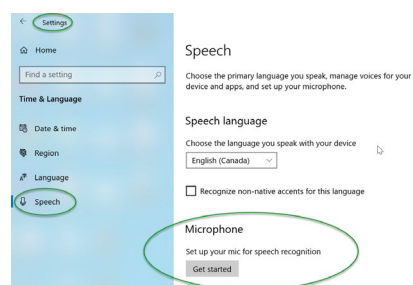 Settings
Home
Find a setting
Time & Language
Date & time
Region
Language
Speech
Speech
Choose the primary language you speak, manage voices for your
device and apps, and set up your microphone.
Speech language
Choose the language you speak with your device
English (Canada)
Recognize non-native accents for this language
Microphone
Set up your mic for speech recognition
Get started